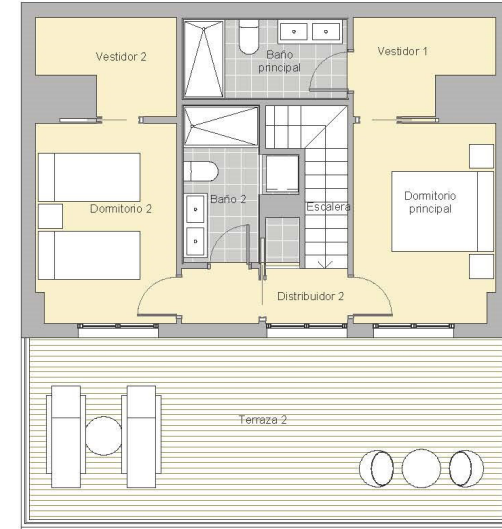 Baño
principal
Vestidor 2
Vestidor 1
Baño 2
Escalera
Dormitorio
principal
Dormitorio 2
Distribuidor 2
Terraza 2